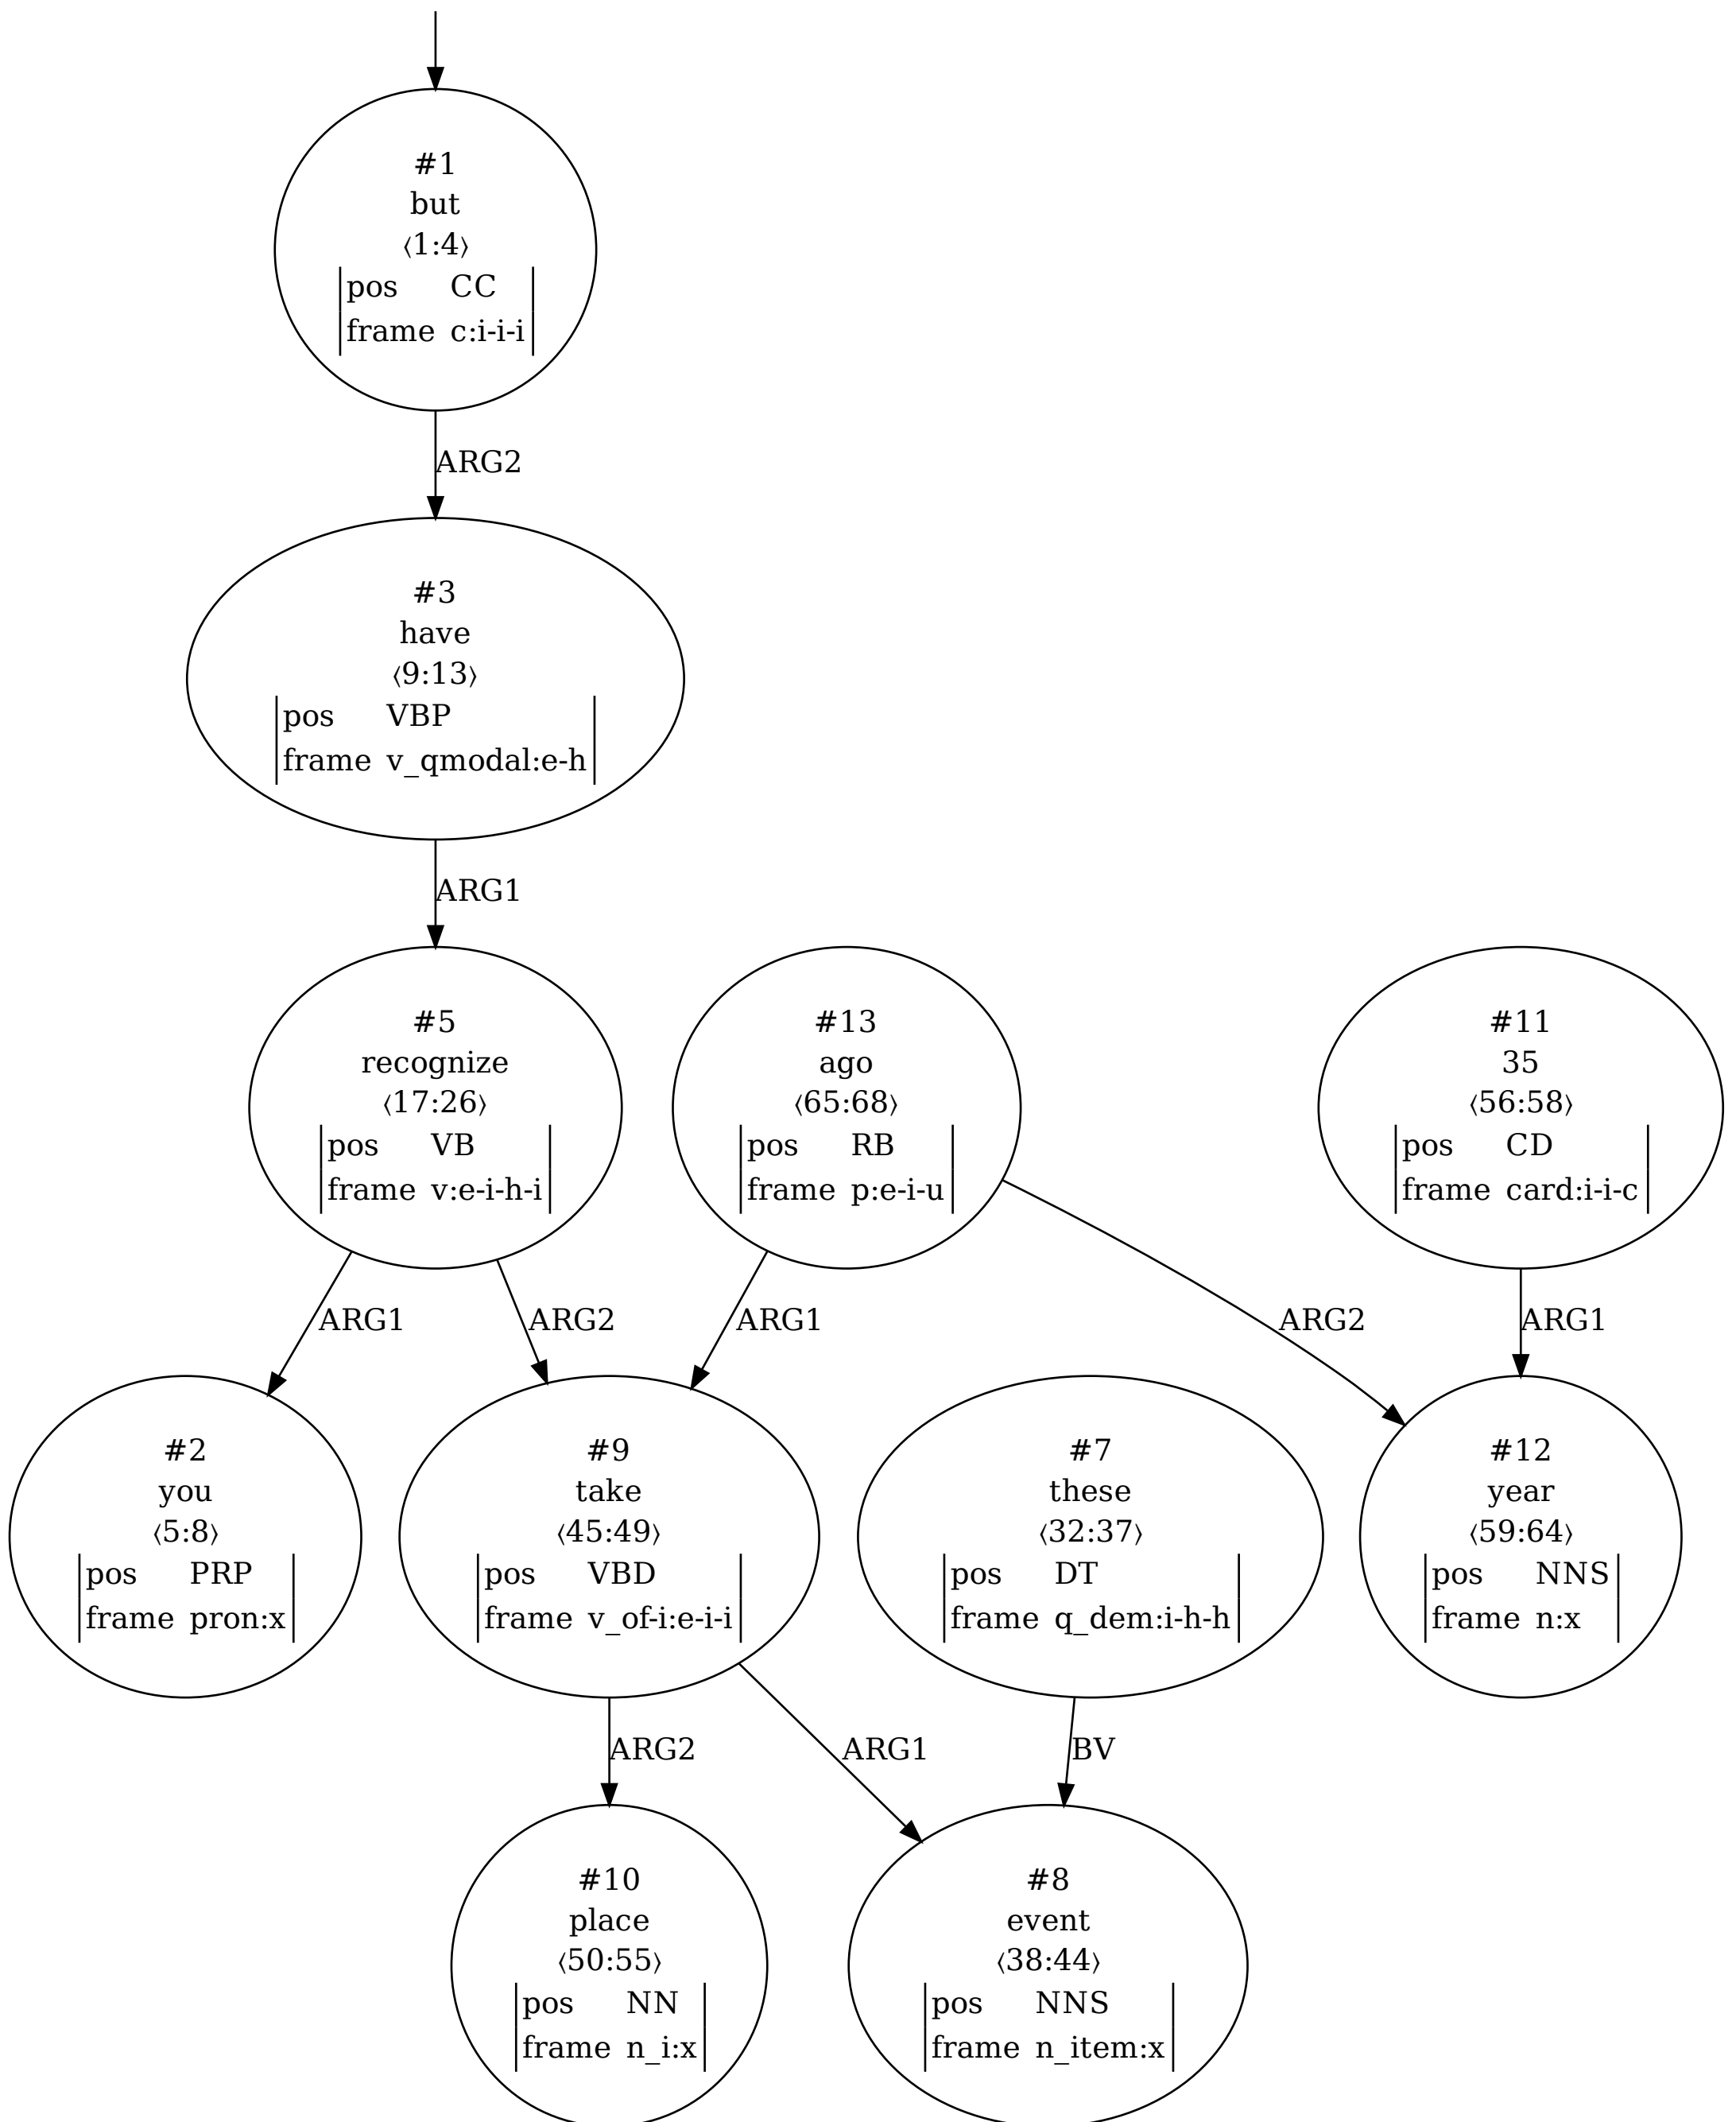 #1
but
⟨1:4⟩
pos CC
frame c:i-i-i
ARG2
#3
have
⟨9:13⟩
pos VBP
frame v_qmodal:e-h
ARG1
#5
recognize
⟨17:26⟩
pos VB
frame v:e-i-h-i
#13
ago
⟨65:68⟩
pos RB
frame p:e-i-u
#11
35
⟨56:58⟩
pos CD
frame card:i-i-c
ARG1
ARG2
ARG1
ARG2
ARG1
#2
you
⟨5:8⟩
pos PRP
frame pron:x
#9
take
⟨45:49⟩
pos VBD
frame v_of-i:e-i-i
#7
these
⟨32:37⟩
pos DT
frame q_dem:i-h-h
#12
year
⟨59:64⟩
pos NNS
frame n:x
ARG2
ARG1
BV
#10
place
⟨50:55⟩
pos NN
frame n_i:x
#8
event
⟨38:44⟩
pos NNS
frame n_item:x